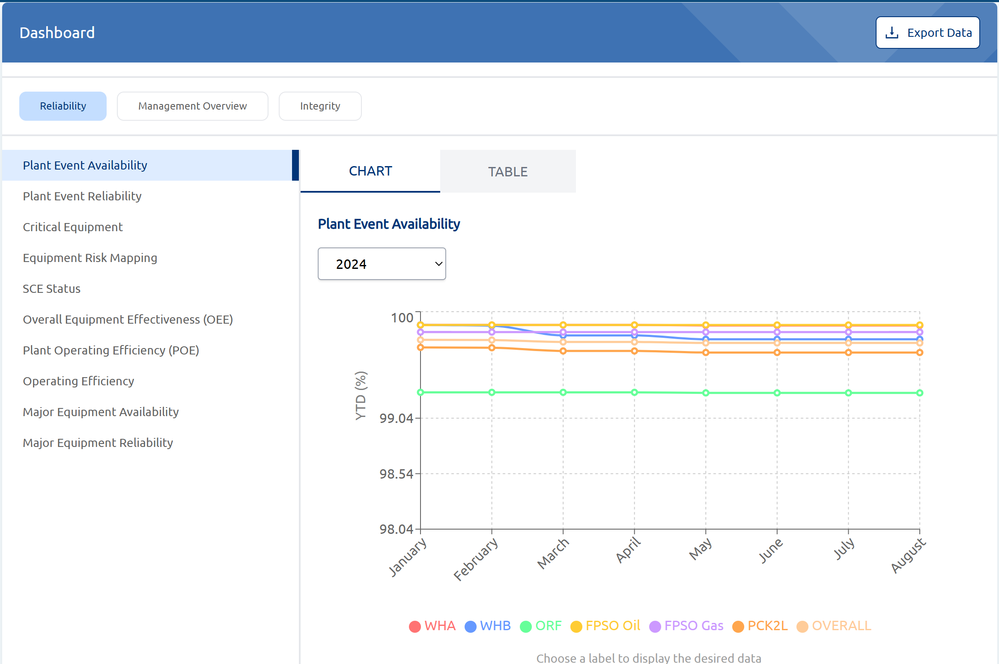 Dashboard
Export Data
Reliability
Management Overview
Integrity
Plant Event Availability
Plant Event Reliability
Critical Equipment
Equipment Risk Mapping
SCE Status
Overall Equipment Effectiveness (OEE)
Plant Operating Efficiency (POE)
Operating Efficiency
Major Equipment Availability
Major Equipment Reliability
CHART
TABLE
Plant Event Availability
2024
YTD (%)
100
99.04
98.54
98.04
January
February
March
April
May
June
July
August
WHA
WHB
ORF
FPSO Oil
FPSO Gas
PCK2L
OVERALL
Choose a label to display the desired data